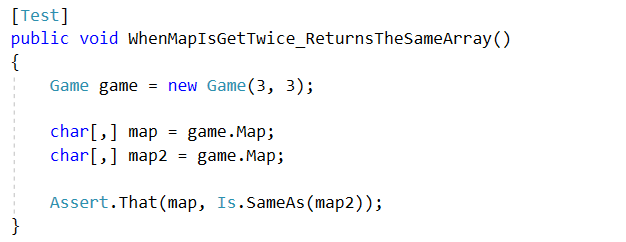 [Test]
public void WhenMapIsGetTwice_ReturnsTheSameArray()
{
    Game game = new Game(3, 3);
    char[,] map = game.Map;
    char[,] map2 = game.Map;
    Assert.That(map, Is.SameAs(map2));
}